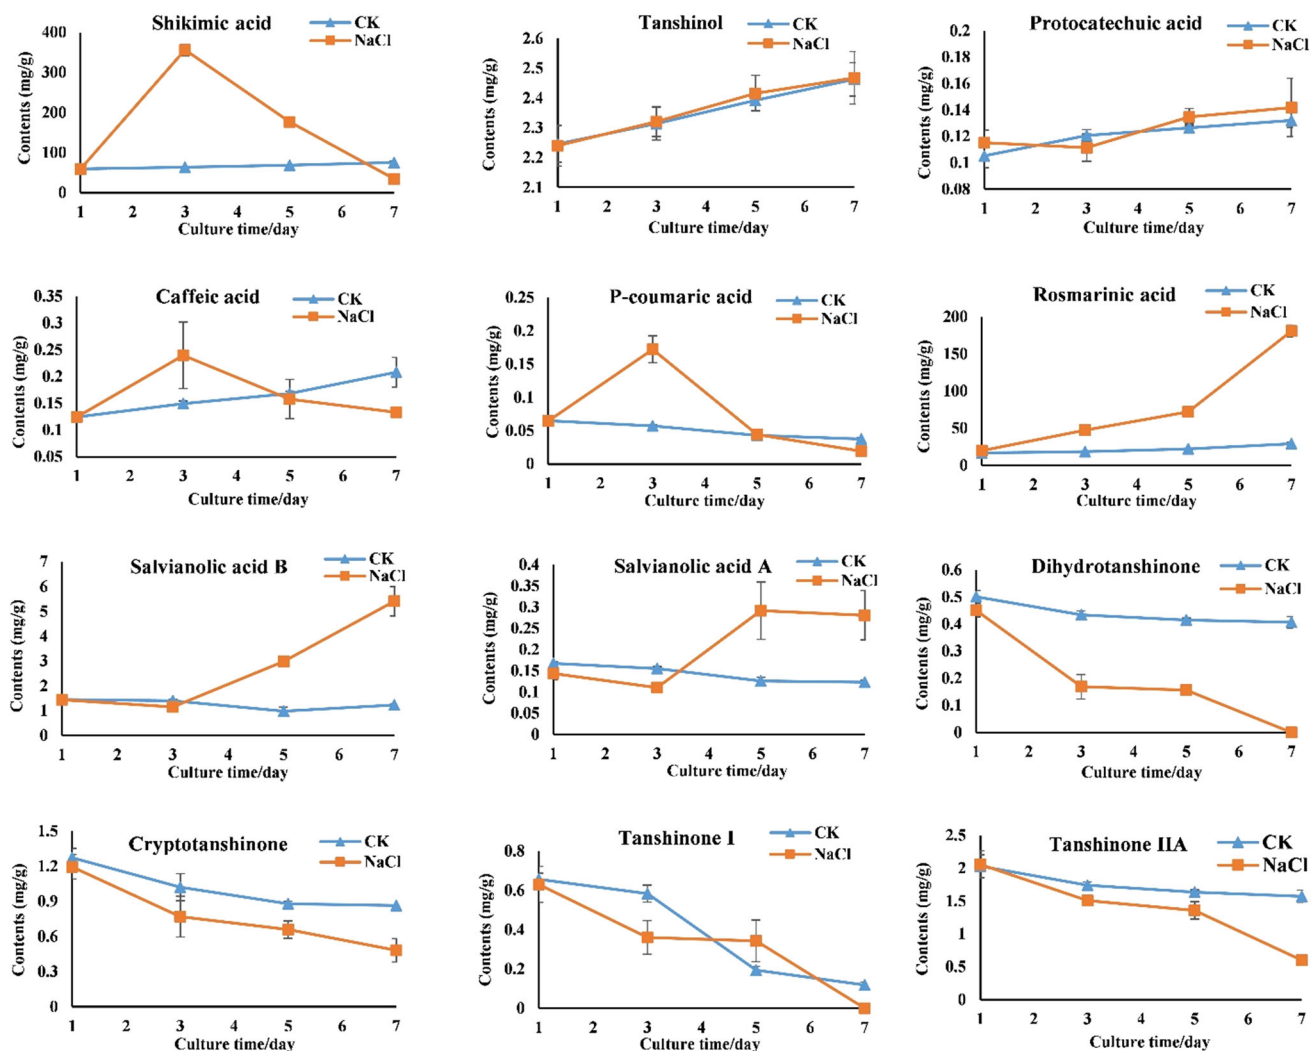 Shikimic acid
CK
NaCl
Contents (mg/g)
400
300
200
100
0
1 2 3 4 5 6 7
Culture time/day
Tanshinol
CK
NaCl
Contents (mg/g)
2.6
2.5
2.4
2.3
2.2
2.1
1 2 3 4 5 6 7
Culture time/day
Protocatechuic acid
CK
NaCl
Contents (mg/g)
0.2
0.18
0.16
0.14
0.12
0.1
0.08
1 2 3 4 5 6 7
Culture time/day
Caffeic acid
CK
NaCl
Contents (mg/g)
0.35
0.3
0.25
0.2
0.15
0.1
0.05
1 2 3 4 5 6 7
Culture time/day
P-coumaric acid
CK
NaCl
Contents (mg/g)
0.25
0.2
0.15
0.1
0.05
0
1 2 3 4 5 6 7
Culture time/day
Rosmarinic acid
CK
NaCl
Contents (mg/g)
200
150
100
50
0
1 2 3 4 5 6 7
Culture time/day
Salvianolic acid B
CK
NaCl
Contents (mg/g)
7
6
5
4
3
2
1
0
1 2 3 4 5 6 7
Culture time/day
Salvianolic acid A
CK
NaCl
Contents (mg/g)
0.4
0.35
0.3
0.25
0.2
0.15
0.1
0.05
0
1 2 3 4 5 6 7
Culture time/day
Dihydrotanshinone
CK
NaCl
Contents (mg/g)
0.6
0.5
0.4
0.3
0.2
0.1
0
1 2 3 4 5 6 7
Culture time/day
Cryptotanshinone
CK
NaCl
Contents (mg/g)
1.5
1.2
0.9
0.6
0.3
0
1 2 3 4 5 6 7
Culture time/day
Tanshinone I
CK
NaCl
Contents (mg/g)
0.8
0.6
0.4
0.2
0
1 2 3 4 5 6 7
Culture time/day
Tanshinone IIA
CK
NaCl
Contents (mg/g)
2.5
2
1.5
1
0.5
0
1 2 3 4 5 6 7
Culture time/day